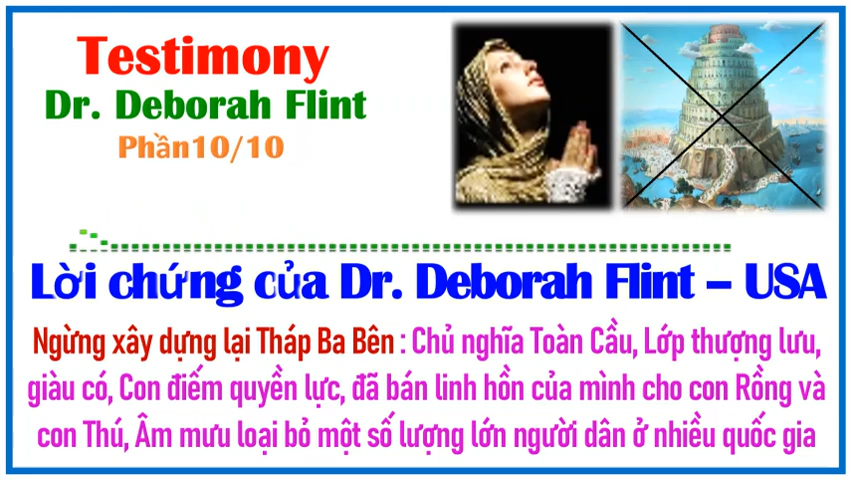 Testimony
Dr. Deborah Flint
Phần10/10
Lời chứng của Dr. Deborah Flint – USA
Ngừng xây dựng lại Tháp Ba Bên : Chủ nghĩa Toàn Cầu, Lớp thượng lưu,
giàu có, Con điếm quyền lực, đã bán linh hồn của mình cho con Rồng và
con Thú, Âm mưu loại bỏ một số lượng lớn người dân ở nhiều quốc gia